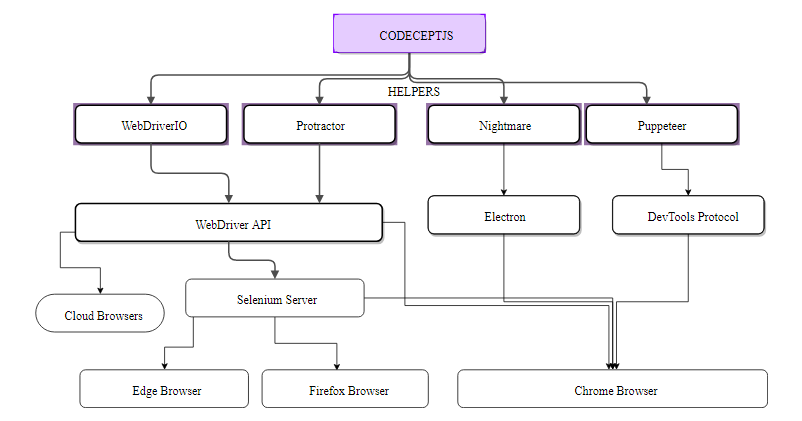 CODECEPTJS
HELPERS
WebDriverIO
Protractor
Nightmare
Puppeteer
WebDriver API
Electron
DevTools Protocol
Selenium Server
Cloud Browsers
Edge Browser
Firefox Browser
Chrome Browser